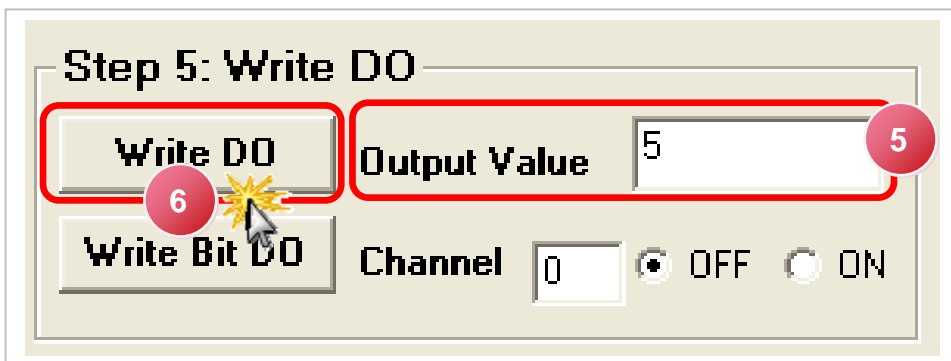 Step 5: Write DO
Write DO Output Value 5 5
6
Write Bit DO Channel 0 OFF ON